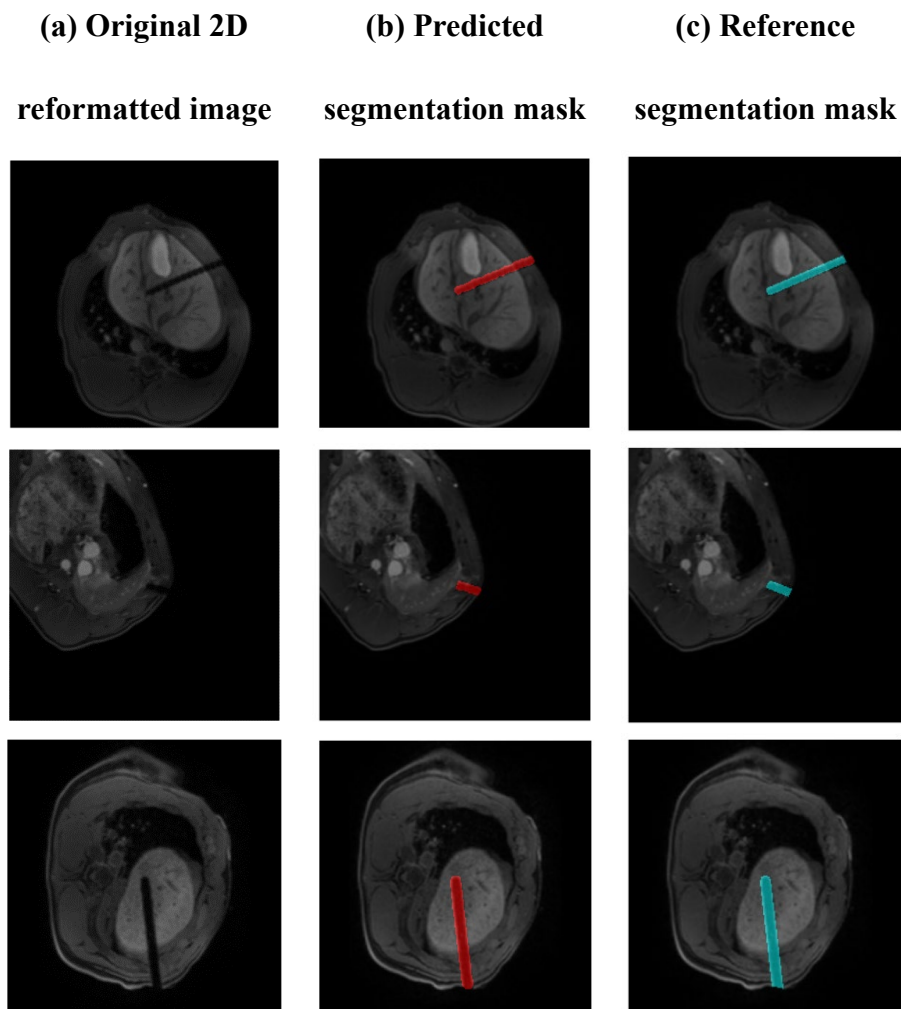 (a) Original 2D
reformatted image
(b) Predicted
segmentation mask
(c) Reference
segmentation mask